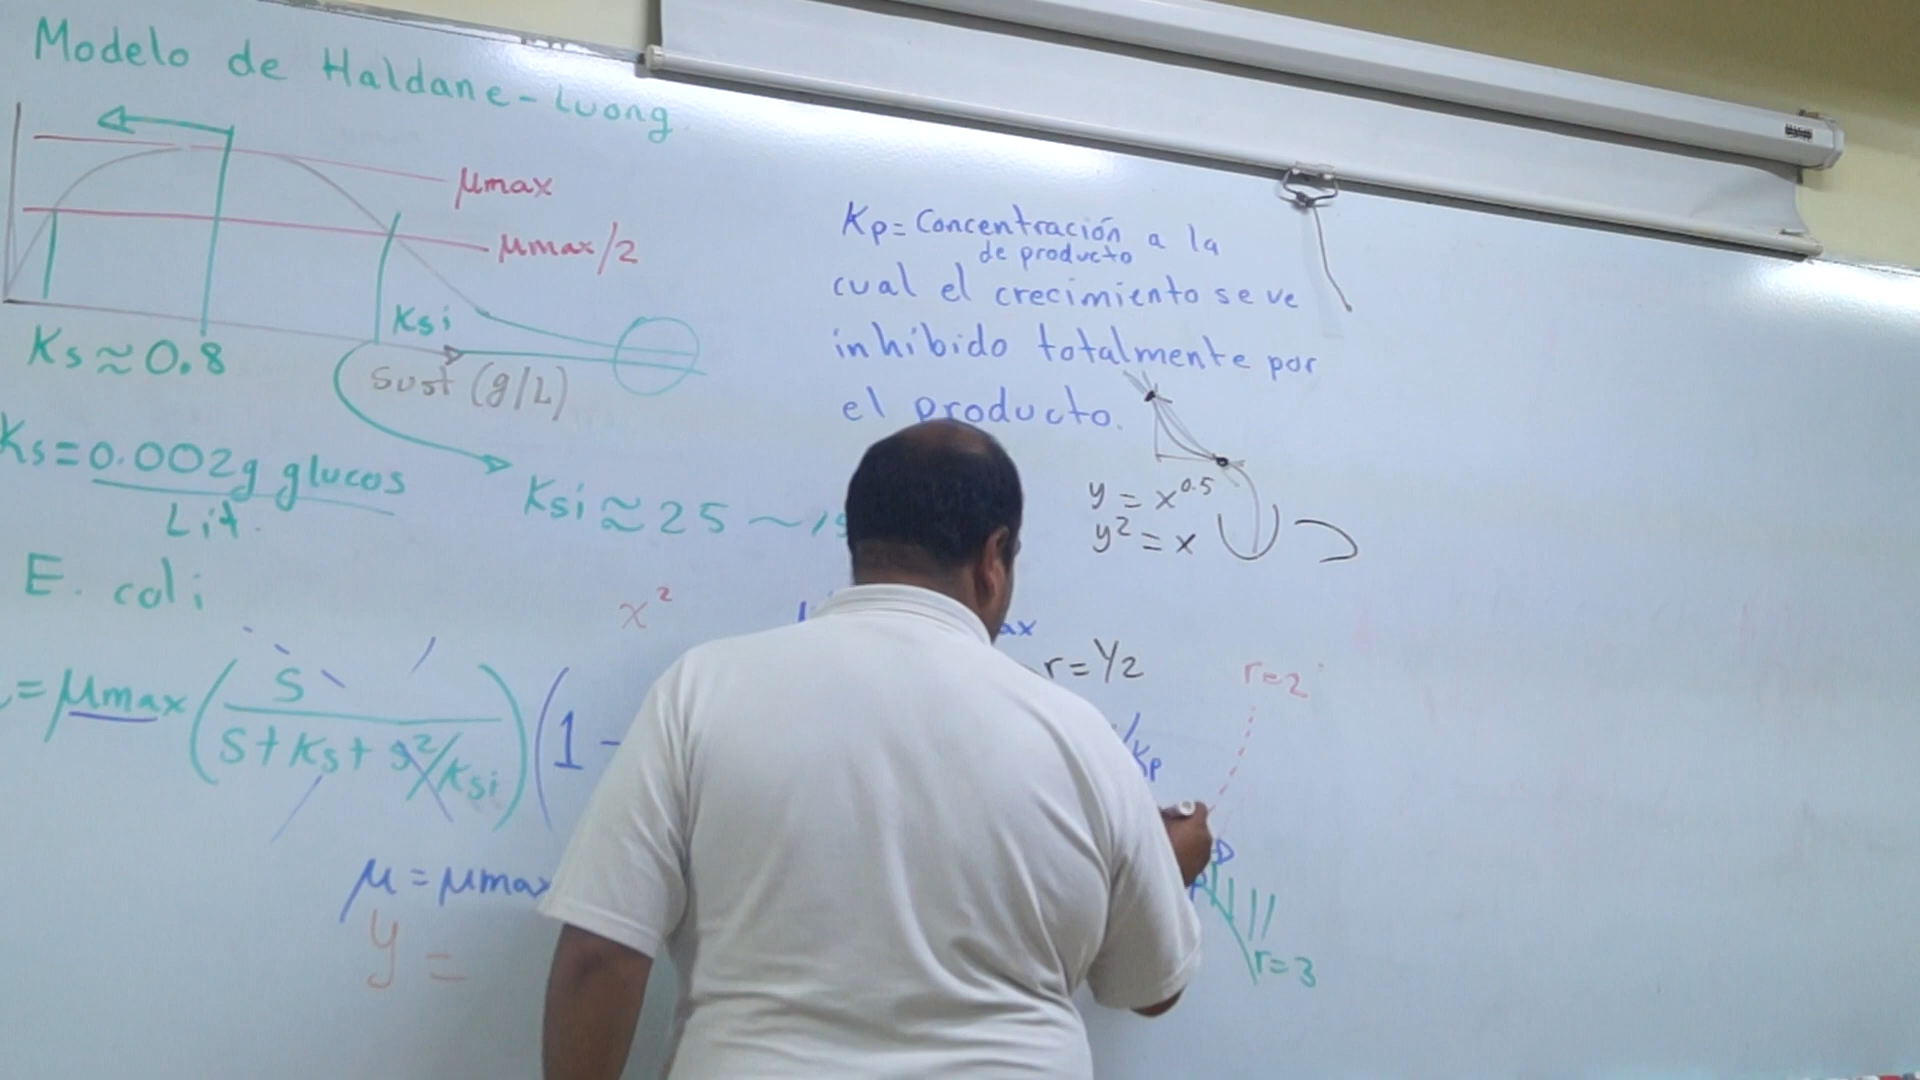 Modelo de Haldane-Luong
μmax
μmax/2
Ksi
Ks≈0.8
Sust (g/L)
Ks=0.002g glucos
Lit.
Ksi≈25~
E. coli
Kp=Concentración a la
de producto
cual el crecimiento se ve
inhibido totalmente por
el producto.
y = x^0.5
y² = x
x²
ax
r=1/2
r=2
=μmax(S/(S+Ks+s²/Ksi))(1-
/Kp
μ=μmax
y =
r=3